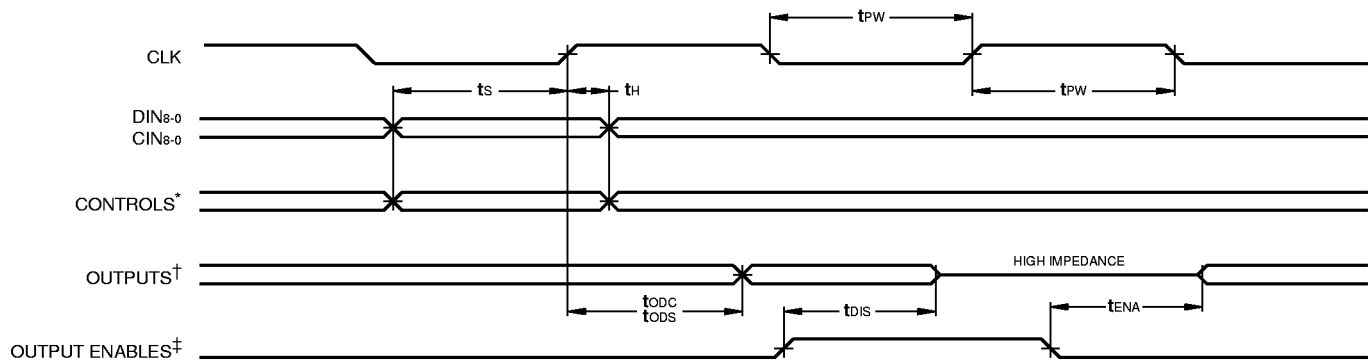 tPW
CLK
tS
tH
tPW
DIN8-0
CIN8-0
CONTROLS*
OUTPUTS†
HIGH IMPEDANCE
tODC
tODS
tDIS
tENA
OUTPUT ENABLES‡